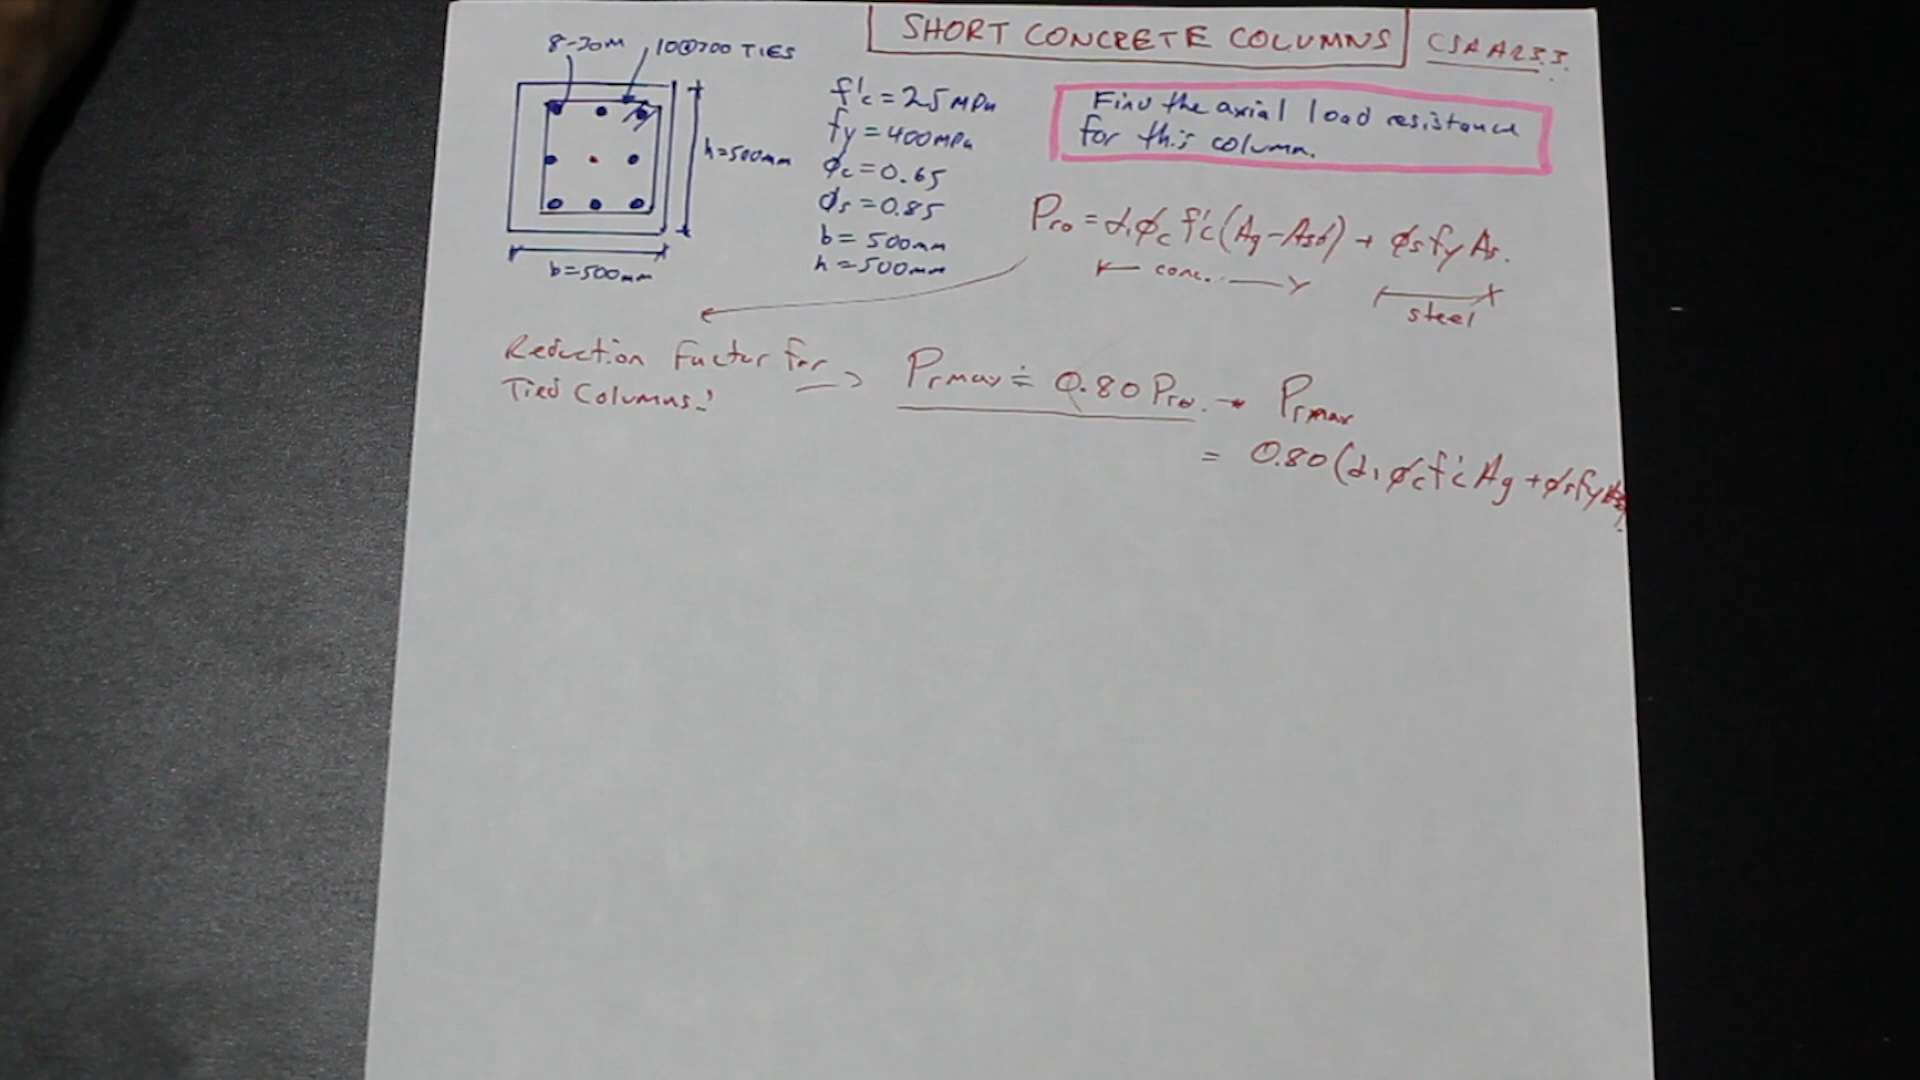 SHORT CONCRETE COLUMNS
8-30M
10@300 TIES
h=500mm
b=500mm
f'c = 25 MPa
fy = 400 MPa
ϕc = 0.65
ϕs = 0.85
b = 500mm
h = 500mm
Find the axial load resistance
for this column.
Pro = α1 ϕc f'c (Ag - Ast) + ϕs fy As.
conc.
steel
Reduction Factor for
Tied Columns.
Prmax = 0.80 Pro. → Prmax
= 0.80 (α1 ϕc f'c Ag + ϕs fy